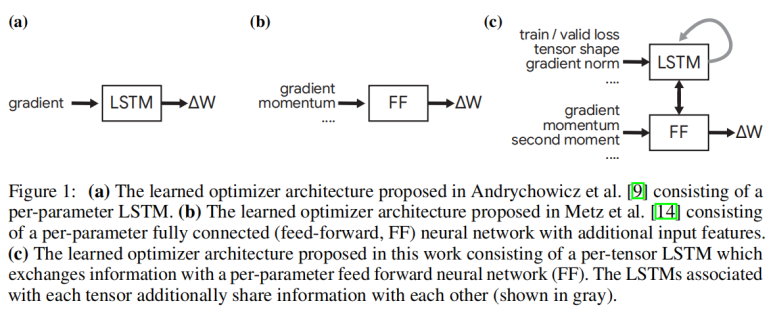 (a)
gradient
LSTM
ΔW
(b)
gradient
momentum
....
FF
ΔW
(c)
train / valid loss
tensor shape
gradient norm
....
LSTM
gradient
momentum
second moment
....
FF
ΔW
Figure 1: (a) The learned optimizer architecture proposed in Andrychowicz et al. [9] consisting of a
per-parameter LSTM. (b) The learned optimizer architecture proposed in Metz et al. [14] consisting
of a per-parameter fully connected (feed-forward, FF) neural network with additional input features.
(c) The learned optimizer architecture proposed in this work consisting of a per-tensor LSTM which
exchanges information with a per-parameter feed forward neural network (FF). The LSTMs associated
with each tensor additionally share information with each other (shown in gray).